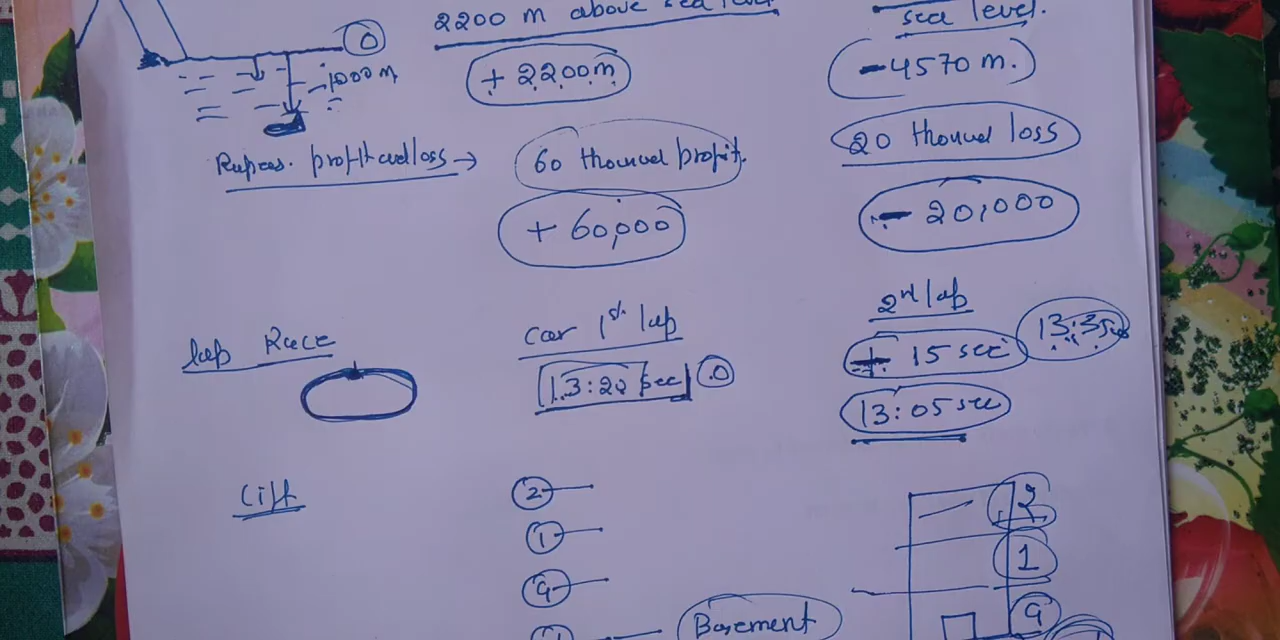 2200 m above sea level
sea level.
0
-1000 m
+ 2200m
-4570 m.
Rupees. profit and loss →
60 thousand profit.
20 thousand loss
+ 60,000
- 20,000
lap Race
car 1st lap
2nd lap
13:20 sec
0
15 sec
13:35
13:05 sec
Lift
2
1
G
Basement
2
1
G